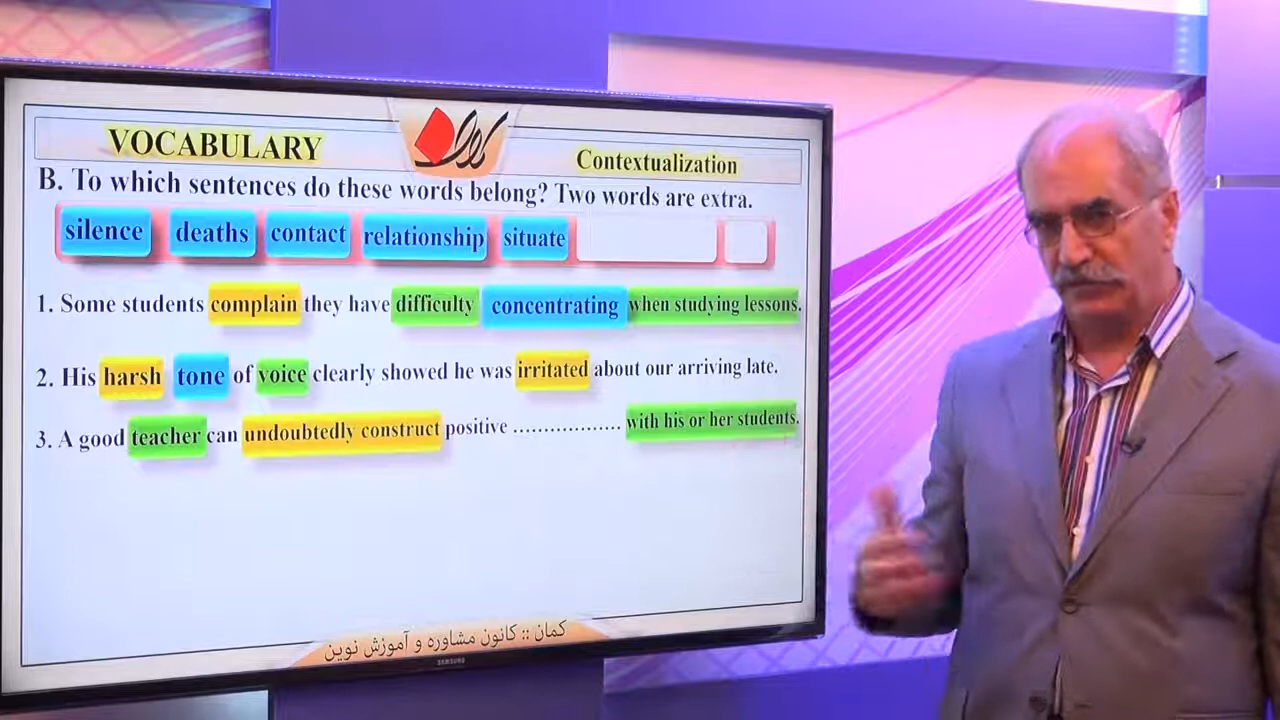 VOCABULARY
Contextualization
B. To which sentences do these words belong? Two words are extra.
silence deaths contact relationship situate
1. Some students complain they have difficulty concentrating when studying lessons.
2. His harsh tone of voice clearly showed he was irritated about our arriving late.
3. A good teacher can undoubtedly construct positive .................... with his or her students.
کمان :: کانون مشاوره و آموزش نوین
SAMSUNG